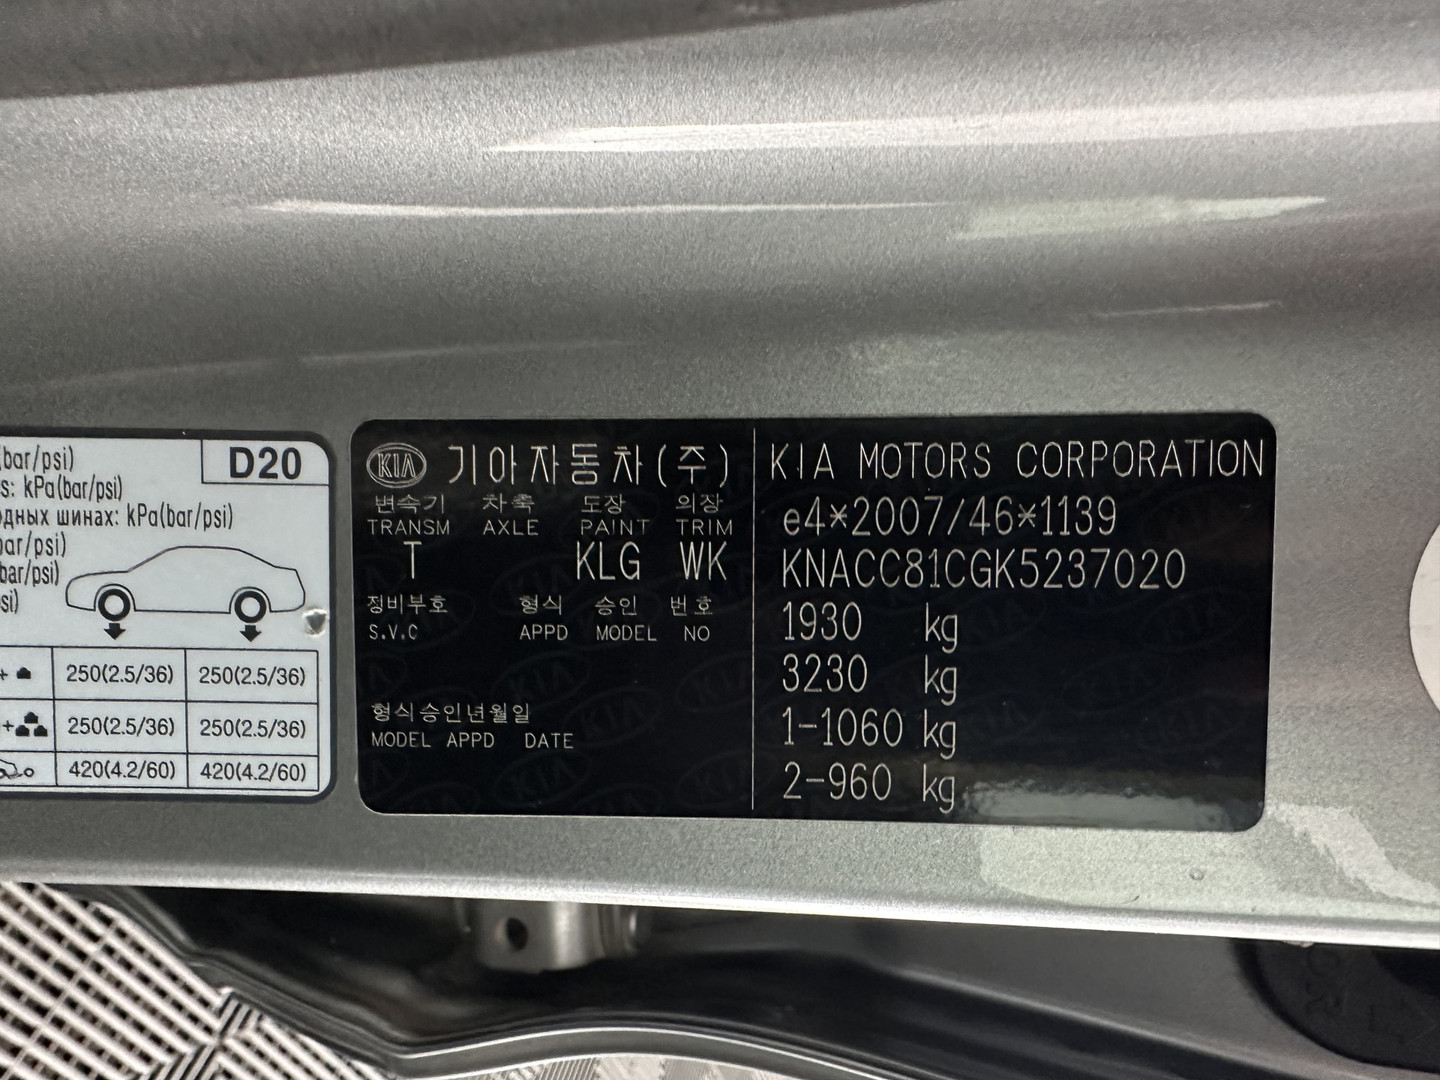 (bar/psi)
D20
s: kPa(bar/psi)
дных шинах: kPa(bar/psi)
bar/psi)
bar/psi)
si)
+ 250(2.5/36) 250(2.5/36)
+ 250(2.5/36) 250(2.5/36)
420(4.2/60) 420(4.2/60)
KIA 기아자동차(주)
변속기 차축 도장 의장
TRANSM AXLE PAINT TRIM
T KLG WK
정비부호 형식 승인 번호
S.V.C APPD MODEL NO
형식승인년월일
MODEL APPD DATE
KIA MOTORS CORPORATION
e4*2007/46*1139
KNACC81CGK5237020
1930 kg
3230 kg
1-1060 kg
2-960 kg